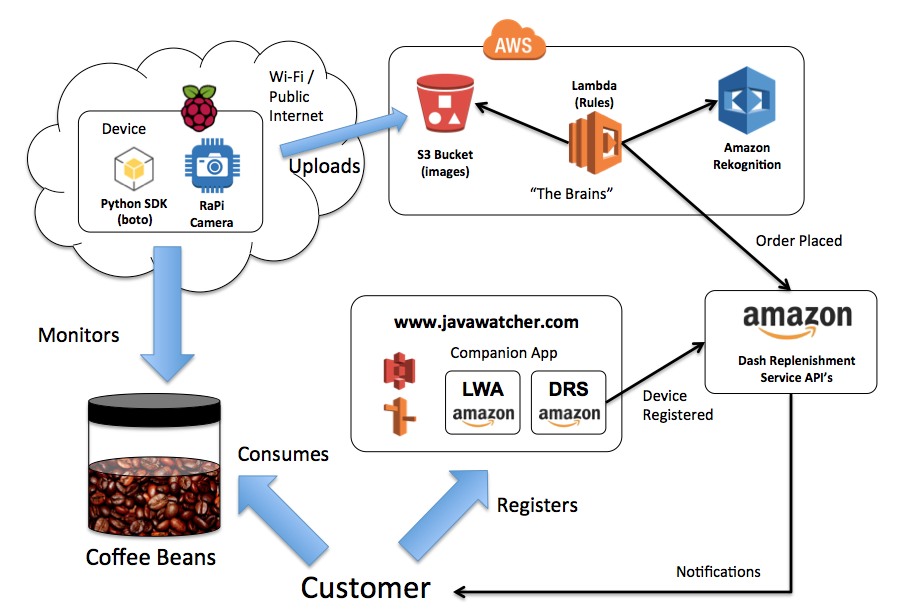 AWS
Wi-Fi /
Public
Internet
Device
Python SDK
(boto)
RaPi
Camera
Uploads
S3 Bucket
(images)
Lambda
(Rules)
"The Brains"
Amazon
Rekognition
Order Placed
Monitors
www.javawatcher.com
Companion App
LWA
amazon
DRS
amazon
Device
Registered
amazon
Dash Replenishment
Service API's
Consumes
Registers
Coffee Beans
Customer
Notifications